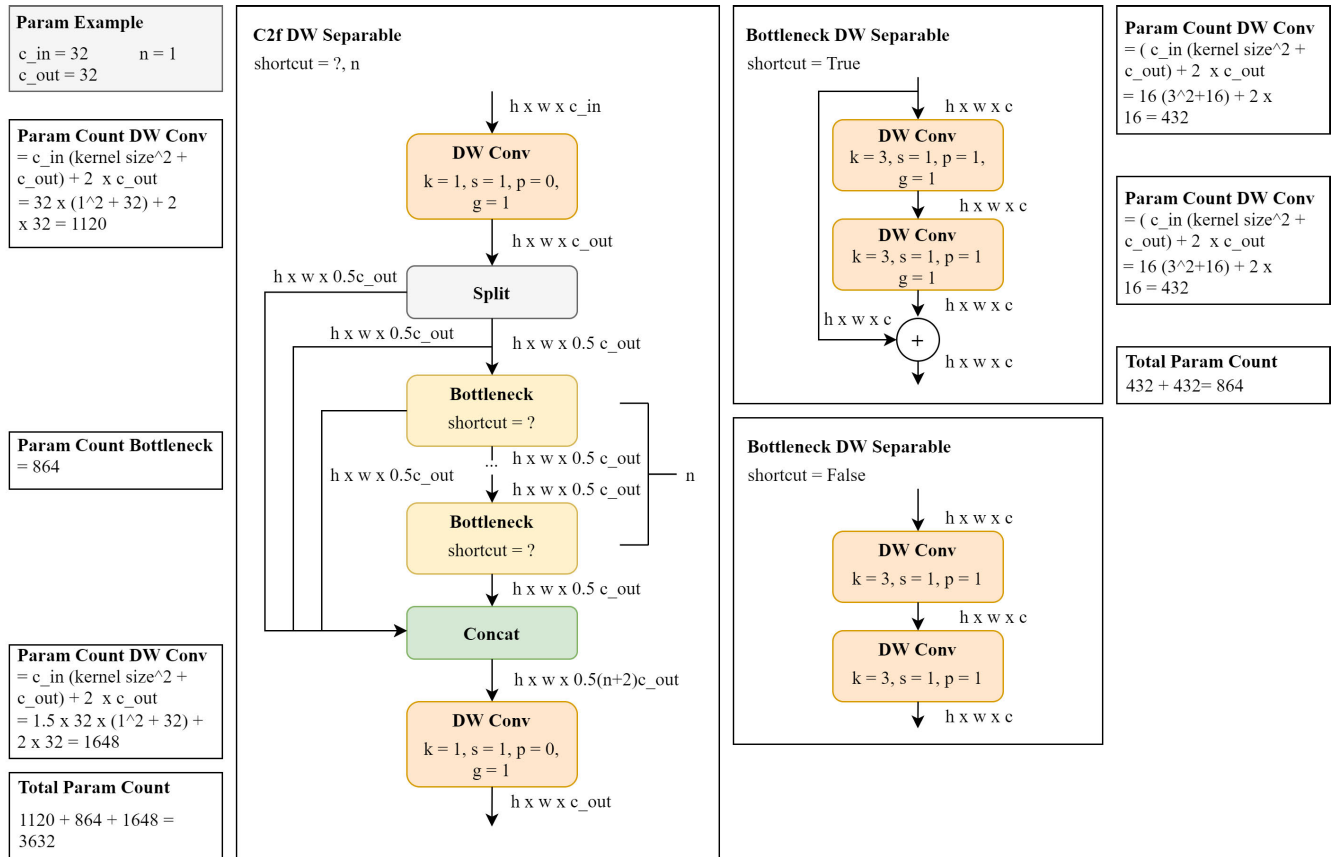 Param Example
c_in = 32 n = 1
c_out = 32
Param Count DW Conv
= c_in (kernel size^2 +
c_out) + 2 x c_out
= 32 x (1^2 + 32) + 2
x 32 = 1120
Param Count Bottleneck
= 864
Param Count DW Conv
= c_in (kernel size^2 +
c_out) + 2 x c_out
= 1.5 x 32 x (1^2 + 32) +
2 x 32 = 1648
Total Param Count
1120 + 864 + 1648 =
3632
C2f DW Separable
shortcut = ?, n
h x w x c_in
DW Conv
k = 1, s = 1, p = 0,
g = 1
h x w x c_out
h x w x 0.5c_out
Split
h x w x 0.5c_out
h x w x 0.5 c_out
Bottleneck
shortcut = ?
...
h x w x 0.5 c_out
h x w x 0.5c_out
n
h x w x 0.5 c_out
Bottleneck
shortcut = ?
h x w x 0.5 c_out
Concat
h x w x 0.5(n+2)c_out
DW Conv
k = 1, s = 1, p = 0,
g = 1
h x w x c_out
Bottleneck DW Separable
shortcut = True
h x w x c
DW Conv
k = 3, s = 1, p = 1,
g = 1
h x w x c
DW Conv
k = 3, s = 1, p = 1
g = 1
h x w x c
h x w x c
+
h x w x c
Bottleneck DW Separable
shortcut = False
h x w x c
DW Conv
k = 3, s = 1, p = 1
h x w x c
DW Conv
k = 3, s = 1, p = 1
h x w x c
Param Count DW Conv
= ( c_in (kernel size^2 +
c_out) + 2 x c_out
= 16 (3^2+16) + 2 x
16 = 432
Param Count DW Conv
= ( c_in (kernel size^2 +
c_out) + 2 x c_out
= 16 (3^2+16) + 2 x
16 = 432
Total Param Count
432 + 432= 864